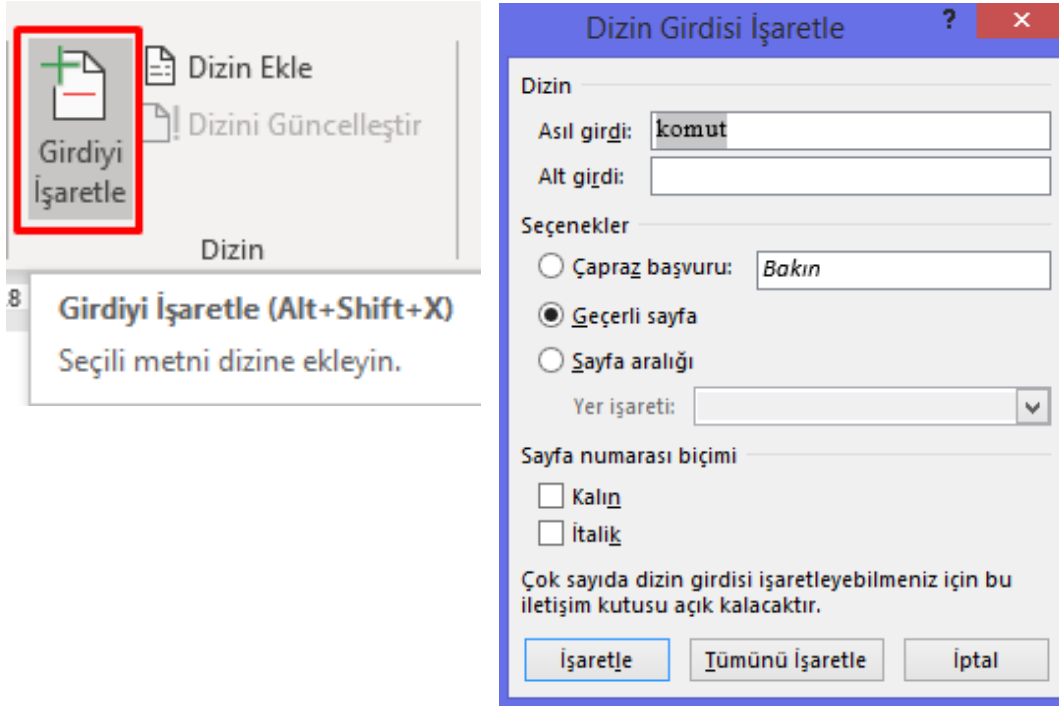 Girdiyi
İşaretle
Dizin Ekle
Dizini Güncelleştir
Dizin
8
Girdiyi İşaretle (Alt+Shift+X)
Seçili metni dizine ekleyin.
Dizin Girdisi İşaretle
?
Dizin
Asıl girdi: komut
Alt girdi:
Seçenekler
Çapraz başvuru: Bakın
Geçerli sayfa
Sayfa aralığı
Yer işareti:
Sayfa numarası biçimi
Kalın
İtalik
Çok sayıda dizin girdisi işaretleyebilmeniz için bu
iletişim kutusu açık kalacaktır.
İşaretle Tümünü İşaretle İptal